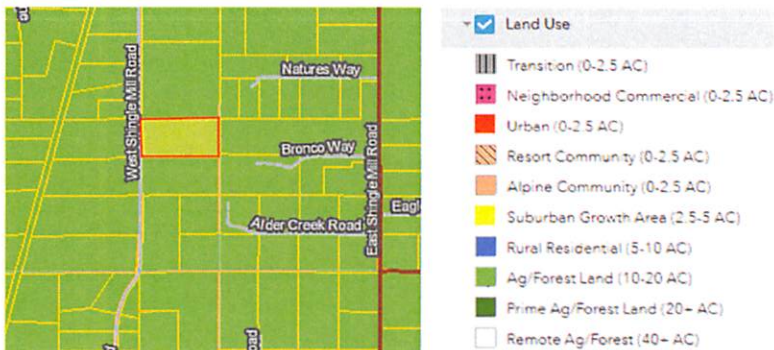 West Shingle Mill Road
Natures Way
Bronco Way
East Shingle Mill Road
Alder Creek Road
Eagl
oad
Land Use
Transition (0-2.5 AC)
Neighborhood Commercial (0-2.5 AC)
Urban (0-2.5 AC)
Resort Community (0-2.5 AC)
Alpine Community (0-2.5 AC)
Suburban Growth Area (2.5-5 AC)
Rural Residential (5-10 AC)
Ag/Forest Land (10-20 AC)
Prime Ag/Forest Land (20+ AC)
Remote Ag/Forest (40+ AC)